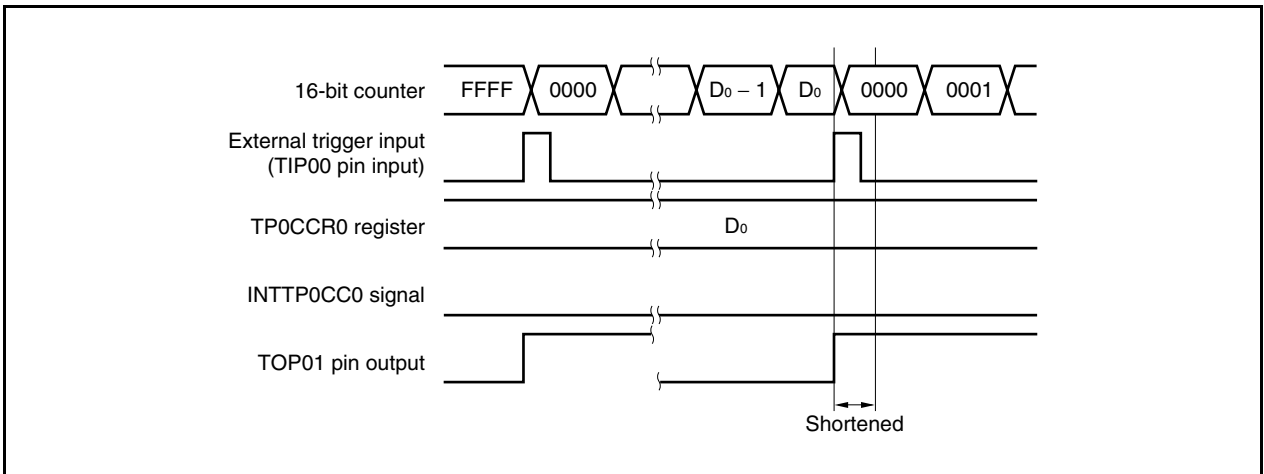 16-bit counter FFFF 0000 D₀ – 1 D₀ 0000 0001
External trigger input
(TIP00 pin input)
TP0CCR0 register D₀
INTTP0CC0 signal
TOP01 pin output
Shortened